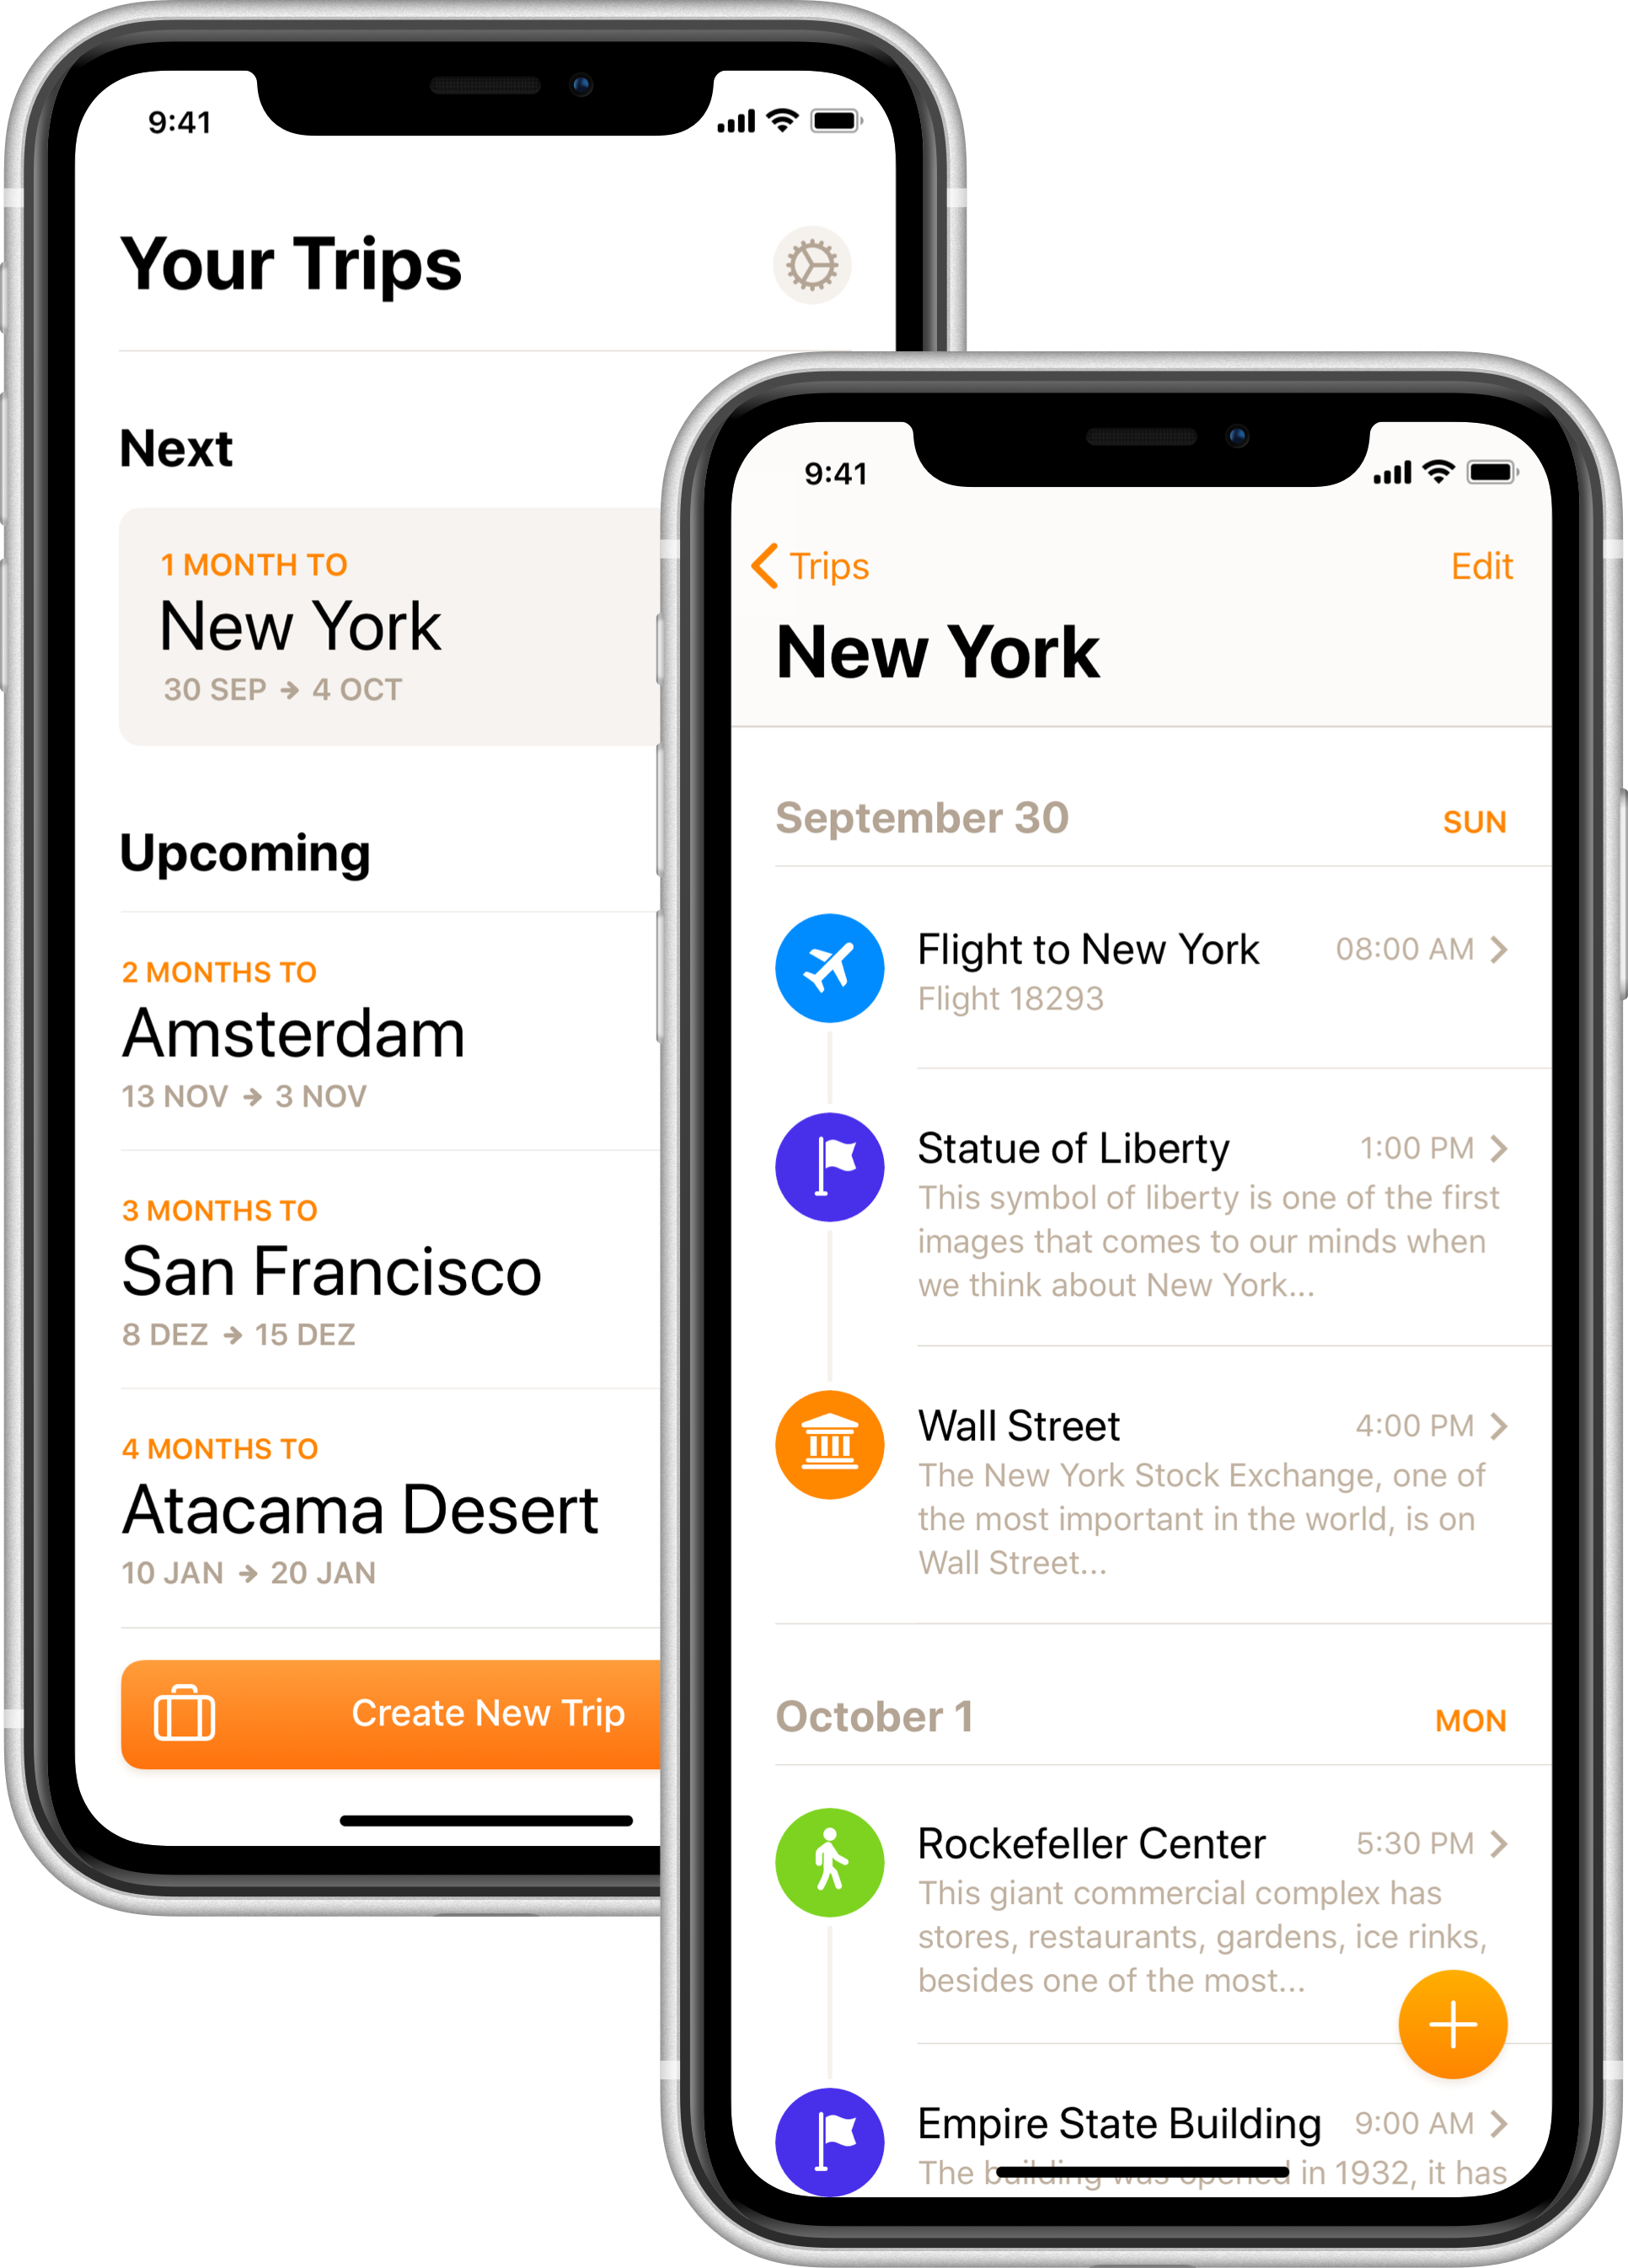 9:41
Your Trips
Next
1 MONTH TO
New York
30 SEP → 4 OCT
Upcoming
2 MONTHS TO
Amsterdam
13 NOV → 3 NOV
3 MONTHS TO
San Francisco
8 DEZ → 15 DEZ
4 MONTHS TO
Atacama Desert
10 JAN → 20 JAN
Create New Trip
9:41
Trips Edit
New York
September 30 SUN
Flight to New York 08:00 AM
Flight 18293
Statue of Liberty 1:00 PM
This symbol of liberty is one of the first
images that comes to our minds when
we think about New York...
Wall Street 4:00 PM
The New York Stock Exchange, one of
the most important in the world, is on
Wall Street...
October 1 MON
Rockefeller Center 5:30 PM
This giant commercial complex has
stores, restaurants, gardens, ice rinks,
besides one of the most...
Empire State Building 9:00 AM
The building was opened in 1932, it has